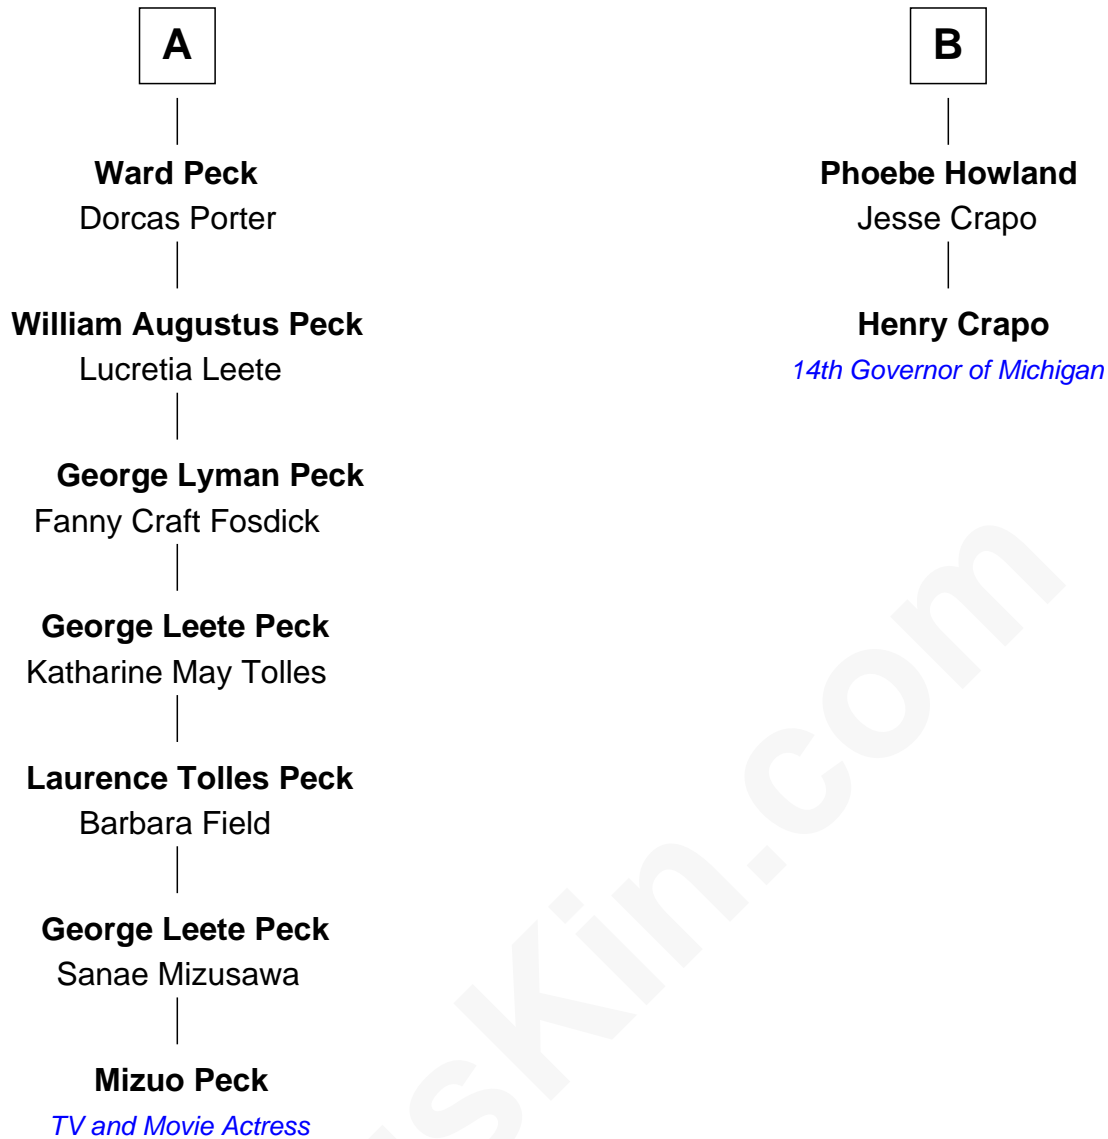 A
Ward Peck
Dorcas Porter
William Augustus Peck
Lucretia Leete
George Lyman Peck
Fanny Craft Fosdick
George Leete Peck
Katharine May Tolles
Laurence Tolles Peck
Barbara Field
George Leete Peck
Sanae Mizusawa
Mizuo Peck
TV and Movie Actress
B
Phoebe Howland
Jesse Crapo
Henry Crapo
14th Governor of Michigan
usKin.com